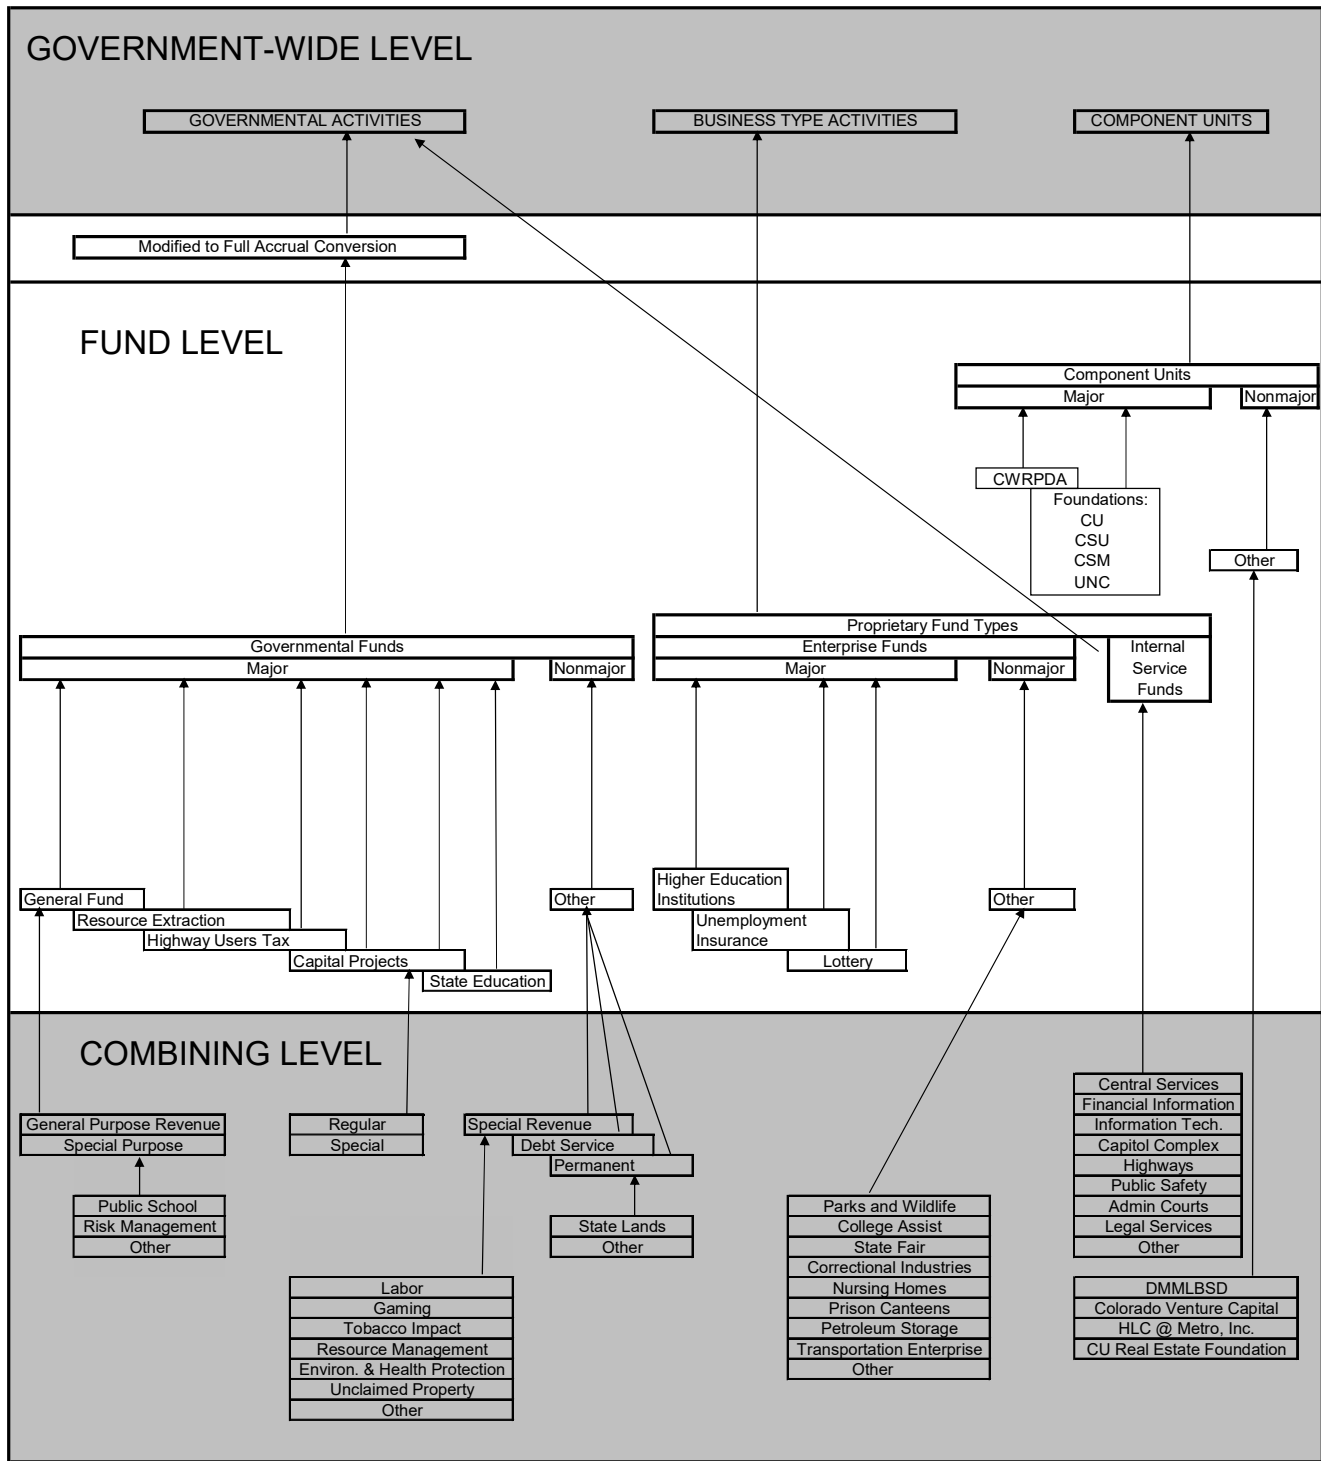 GOVERNMENT-WIDE LEVEL
GOVERNMENTAL ACTIVITIES
BUSINESS TYPE ACTIVITIES
COMPONENT UNITS
Modified to Full Accrual Conversion
FUND LEVEL
Component Units
Major
Nonmajor
CWRPDA
Foundations:
CU
CSU
CSM
UNC
Other
Governmental Funds
Major
Nonmajor
Proprietary Fund Types
Enterprise Funds
Major
Nonmajor
Internal
Service
Funds
General Fund
Resource Extraction
Highway Users Tax
Capital Projects
State Education
Other
Higher Education
Institutions
Unemployment
Insurance
Lottery
Other
COMBINING LEVEL
General Purpose Revenue
Special Purpose
Public School
Risk Management
Other
Regular
Special
Special Revenue
Debt Service
Permanent
State Lands
Other
Labor
Gaming
Tobacco Impact
Resource Management
Environ. & Health Protection
Unclaimed Property
Other
Parks and Wildlife
College Assist
State Fair
Correctional Industries
Nursing Homes
Prison Canteens
Petroleum Storage
Transportation Enterprise
Other
Central Services
Financial Information
Information Tech.
Capitol Complex
Highways
Public Safety
Admin Courts
Legal Services
Other
DMMLBSD
Colorado Venture Capital
HLC @ Metro, Inc.
CU Real Estate Foundation